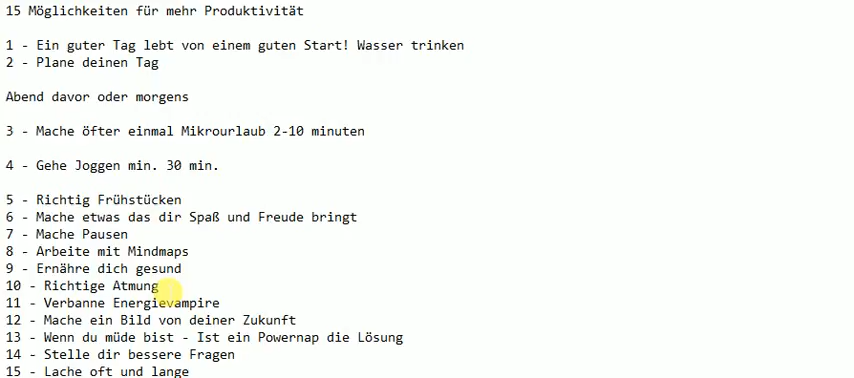 15 Möglichkeiten für mehr Produktivität
1 - Ein guter Tag lebt von einem guten Start! Wasser trinken
2 - Plane deinen Tag
Abend davor oder morgens
3 - Mache öfter einmal Mikrourlaub 2-10 minuten
4 - Gehe Joggen min. 30 min.
5 - Richtig Frühstücken
6 - Mache etwas das dir Spaß und Freude bringt
7 - Mache Pausen
8 - Arbeite mit Mindmaps
9 - Ernähre dich gesund
10 - Richtige Atmung
11 - Verbanne Energievampire
12 - Mache ein Bild von deiner Zukunft
13 - Wenn du müde bist - Ist ein Powernap die Lösung
14 - Stelle dir bessere Fragen
15 - Lache oft und lange